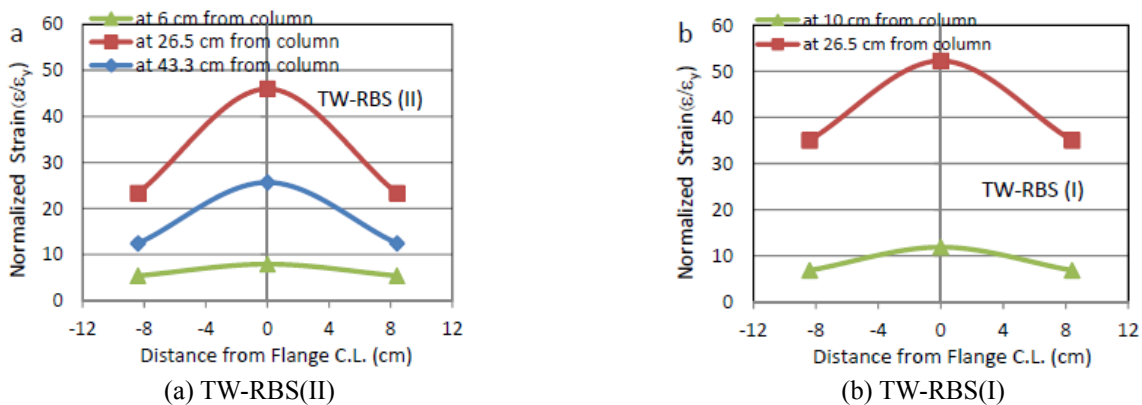 a
60
50
40
30
20
10
0
Normalized Strain(ε/εy)
at 6 cm from column
at 26.5 cm from column
at 43.3 cm from column
TW-RBS (II)
-12 -8 -4 0 4 8 12
Distance from Flange C.L. (cm)
(a) TW-RBS(II)
b
60
50
40
30
20
10
0
Normalized Strain(ε/εy)
at 10 cm from column
at 26.5 cm from column
TW-RBS (I)
-12 -8 -4 0 4 8 12
Distance from Flange C.L. (cm)
(b) TW-RBS(I)